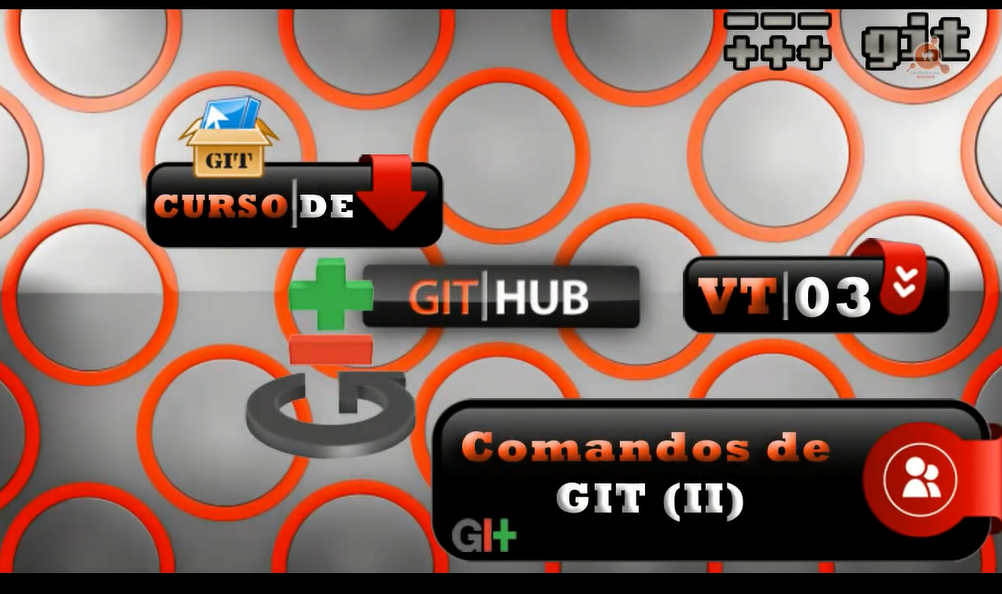 git
GIT
CURSO|DE
GIT|HUB
VT|03
Comandos de
GIT (II)
GIt